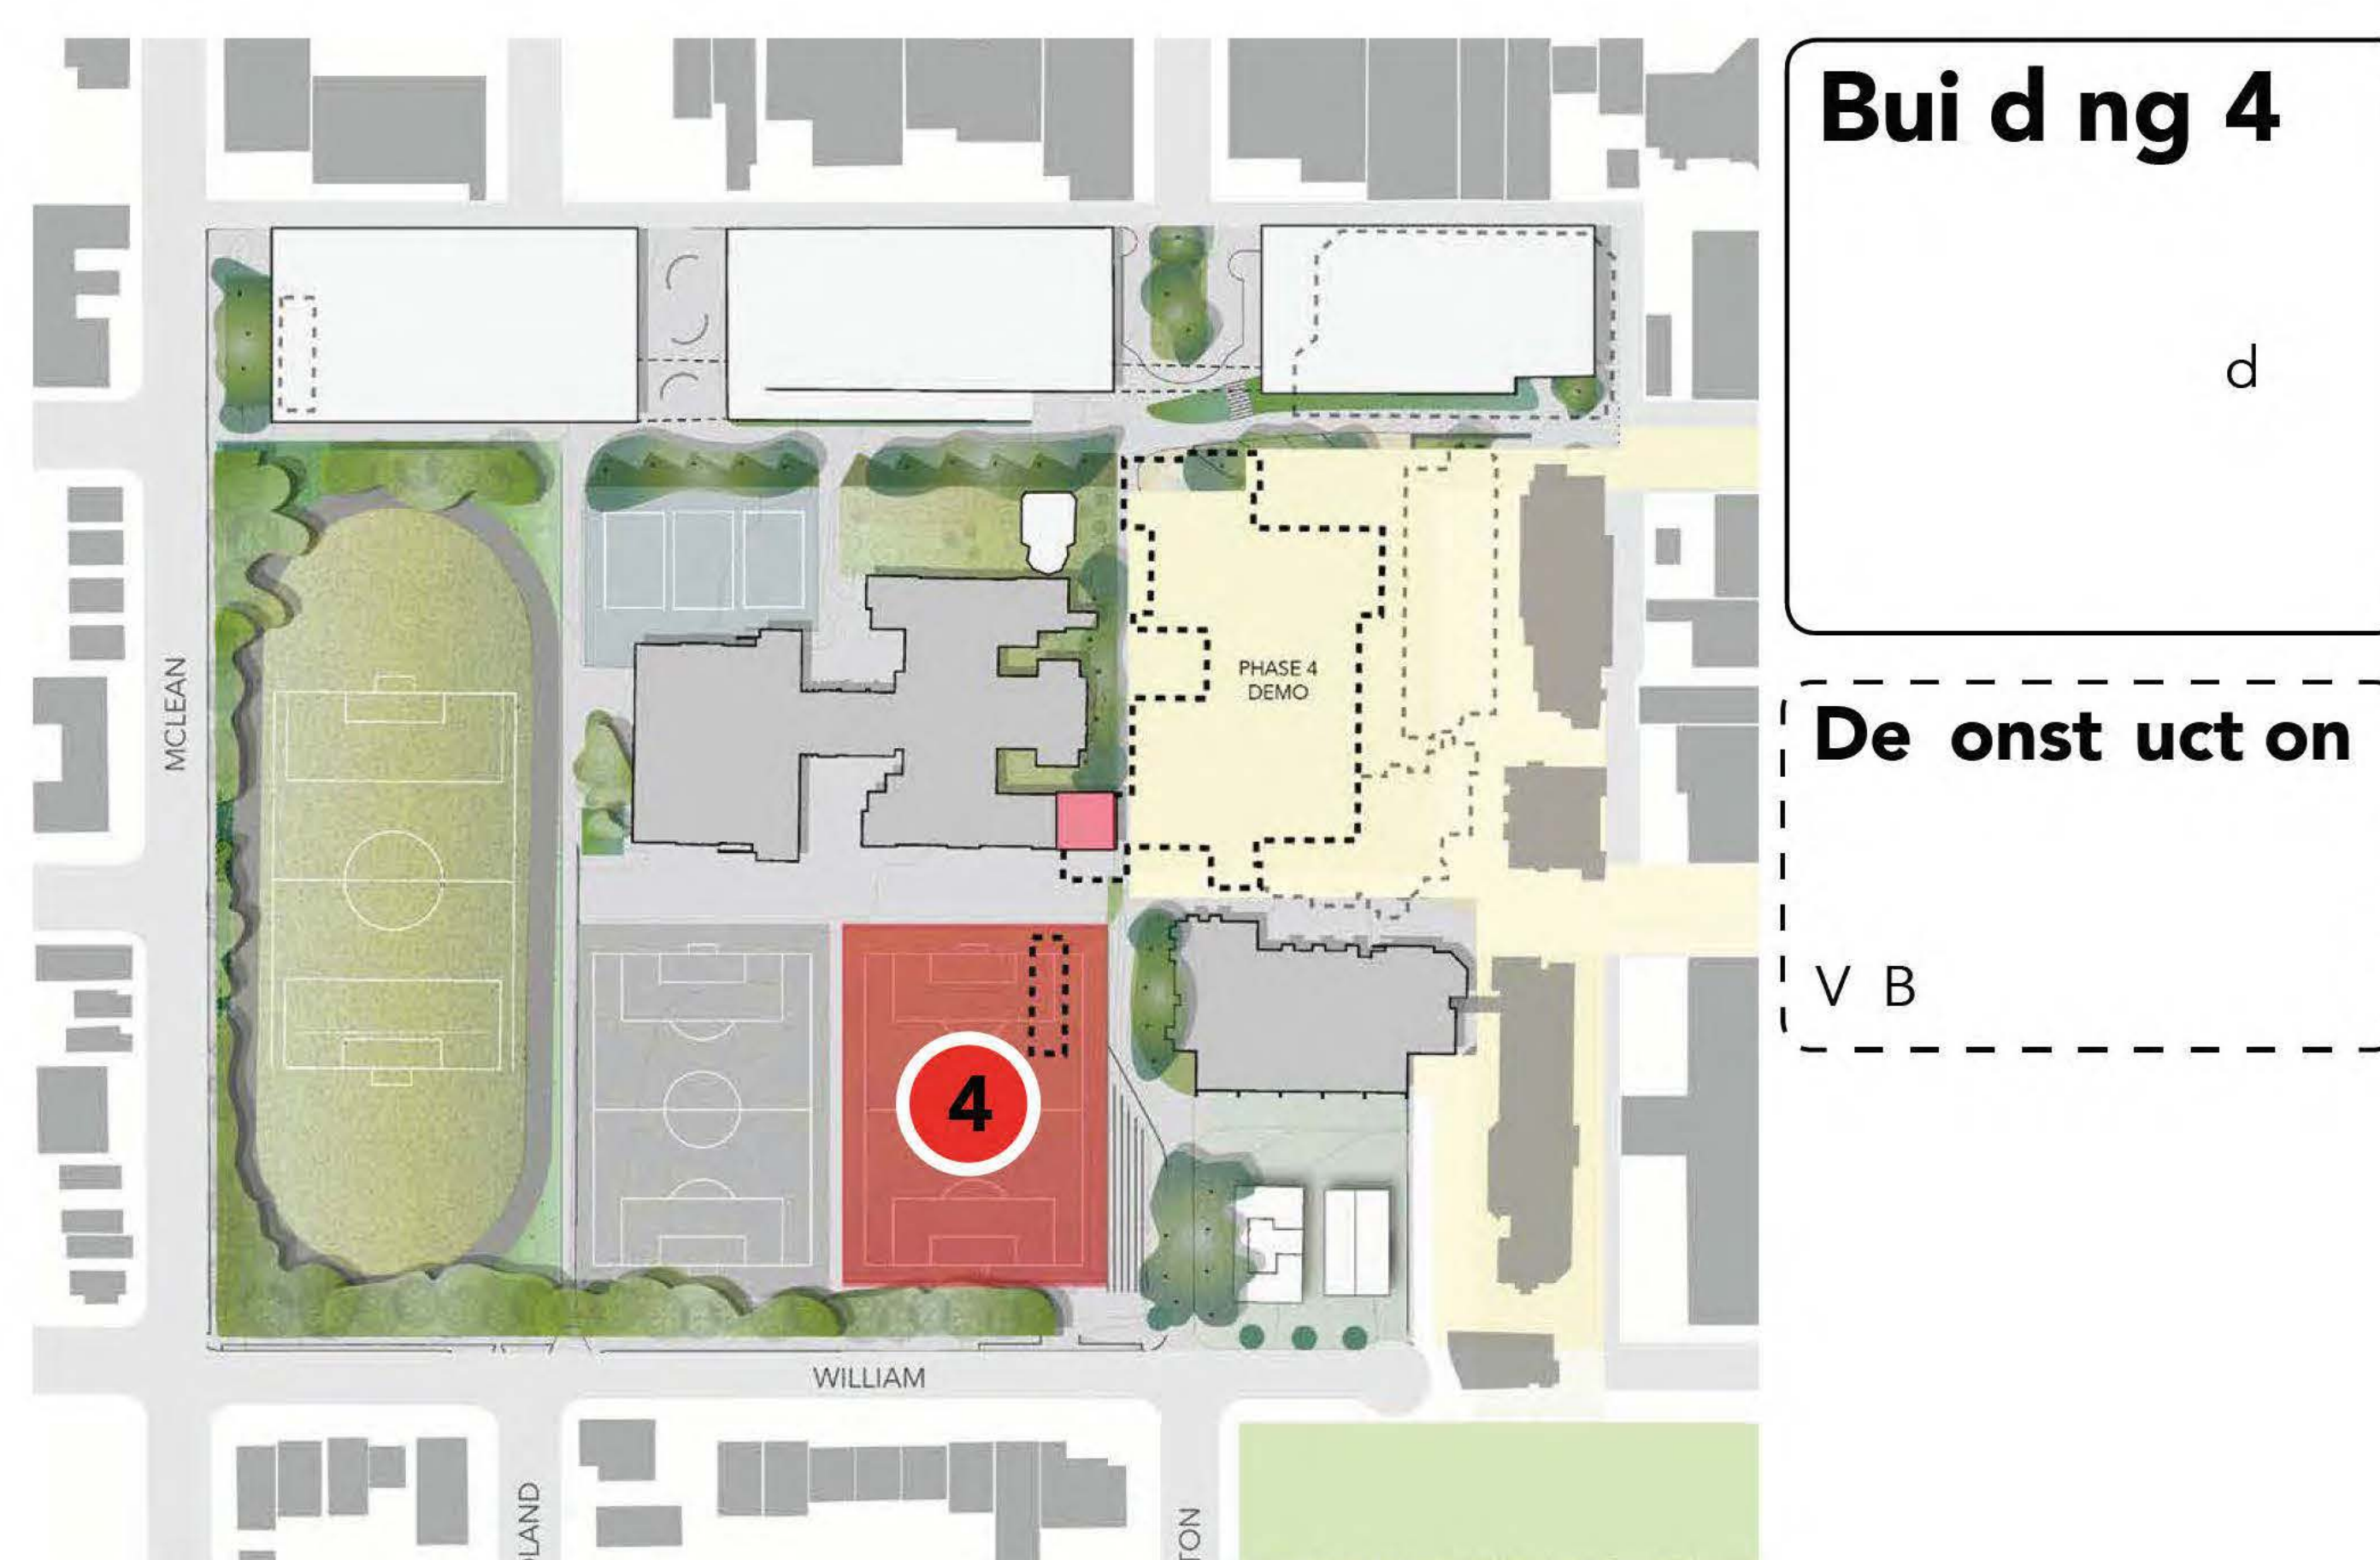 Bui d ng 4
d
De onst uct on
V B
PHASE 4
DEMO
MCLEAN
4
WILLIAM
LAND
TON